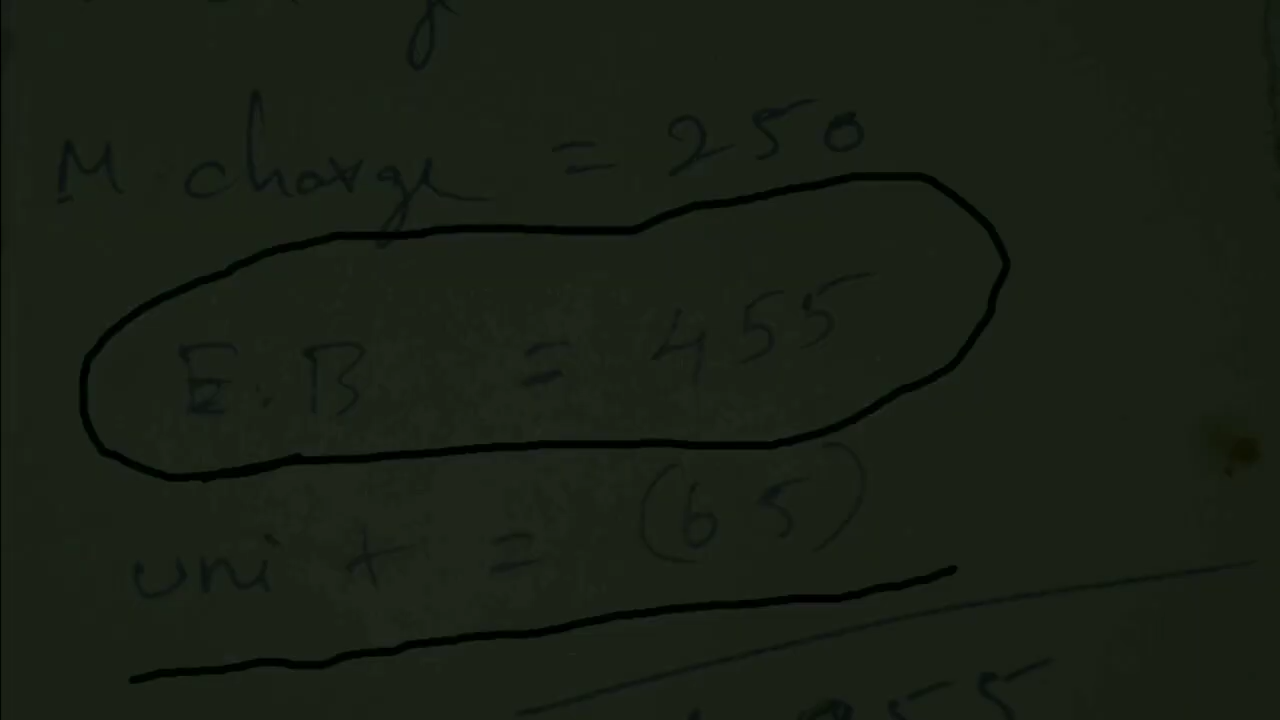 M charge = 250
E.B = 455
unit = (65)